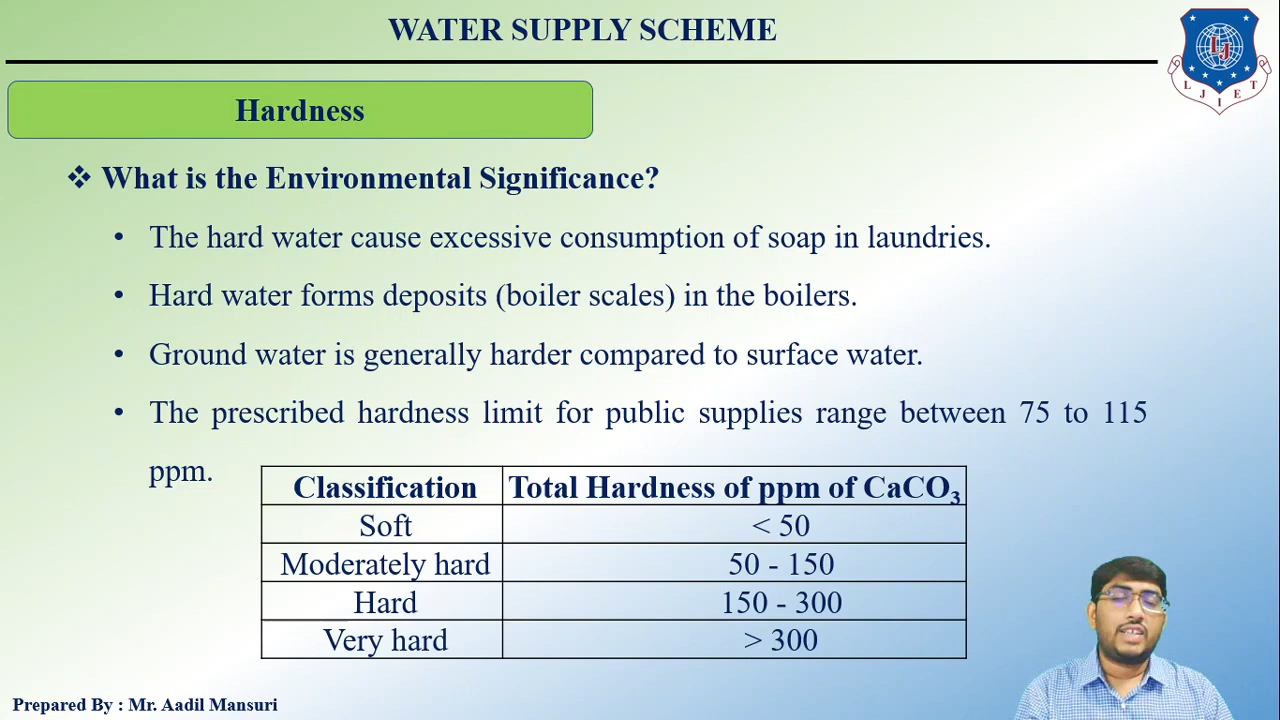 WATER SUPPLY SCHEME
LJ
L J I E T
Hardness
❖ What is the Environmental Significance?
• The hard water cause excessive consumption of soap in laundries.
• Hard water forms deposits (boiler scales) in the boilers.
• Ground water is generally harder compared to surface water.
• The prescribed hardness limit for public supplies range between 75 to 115
ppm.
Classification Total Hardness of ppm of CaCO₃
Soft < 50
Moderately hard 50 - 150
Hard 150 - 300
Very hard > 300
Prepared By : Mr. Aadil Mansuri